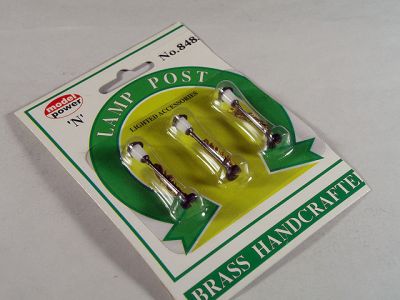 model
power
No.848
'N'
LAMP POST
LIGHTED ACCESSORIES
BRASS HANDCRAFTE